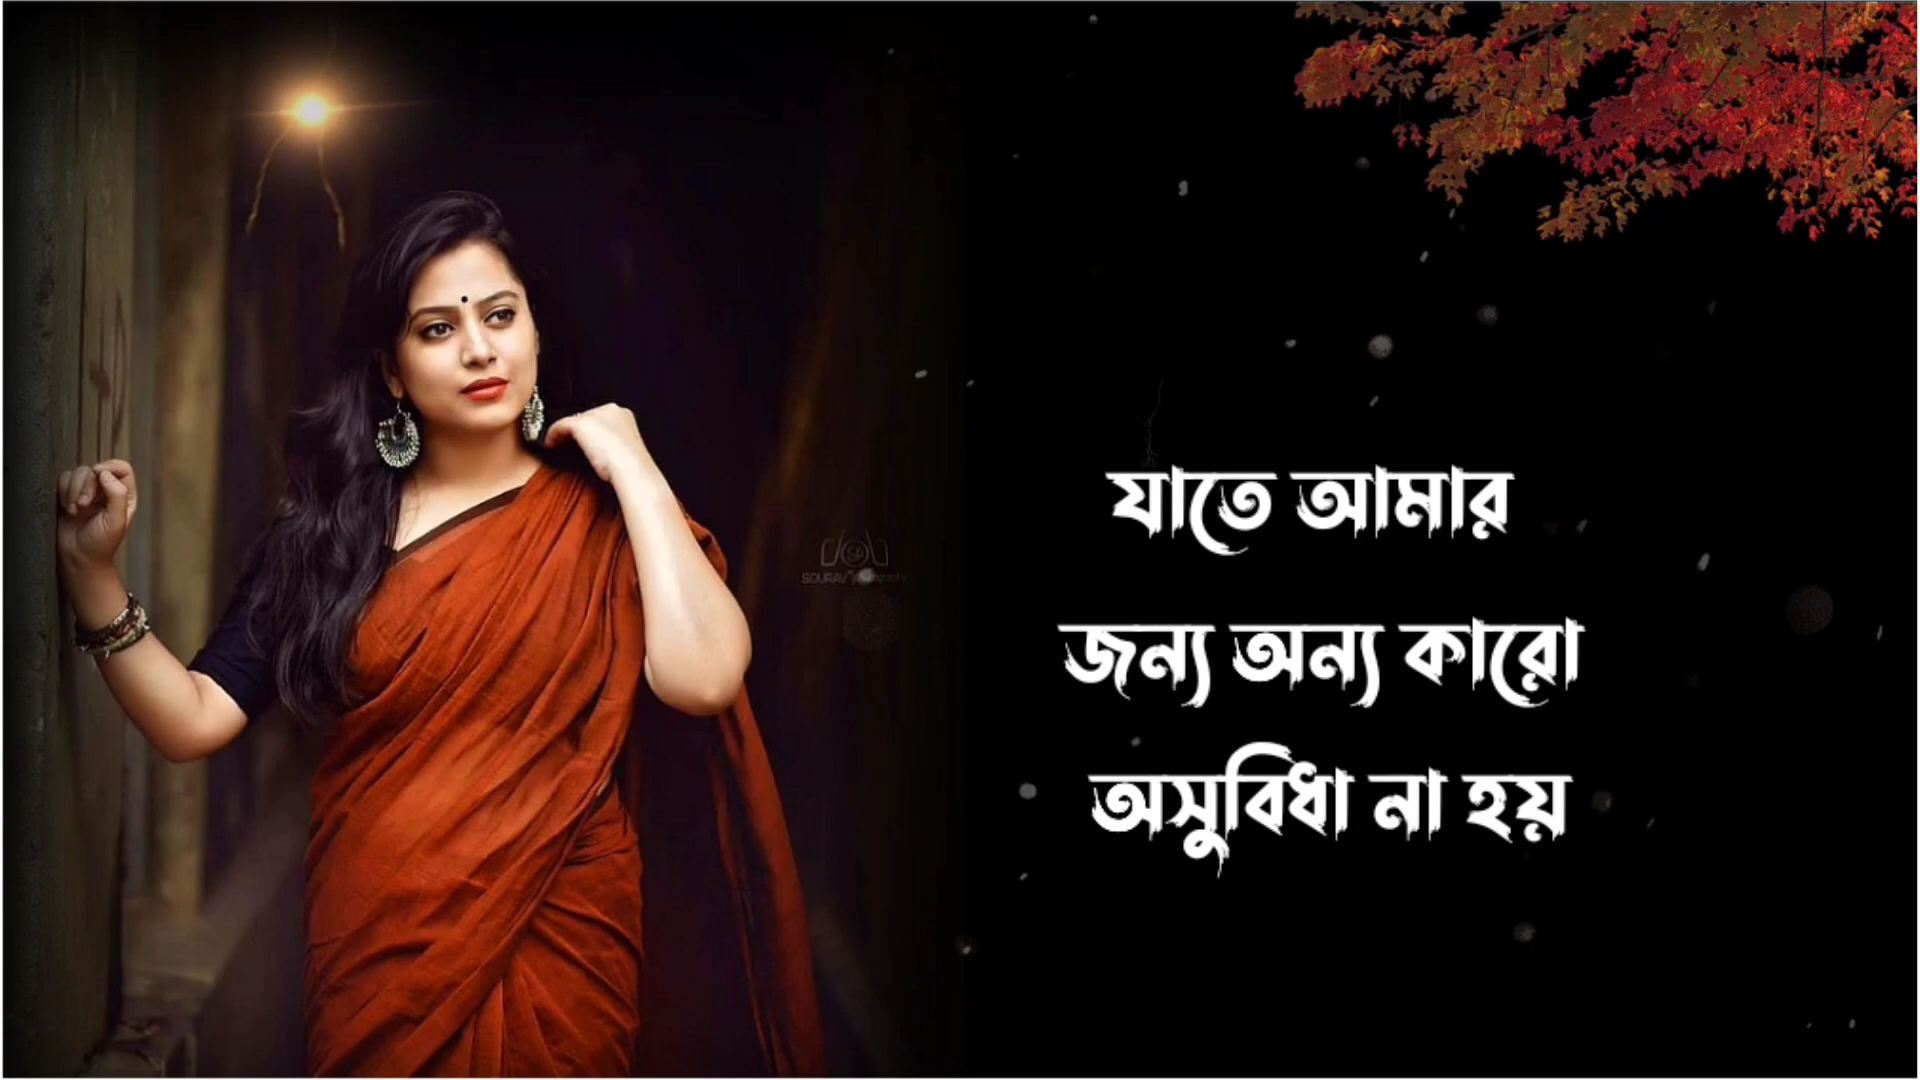 যাতে আমার
জন্য অন্য কারো
অসুবিধা না হয়